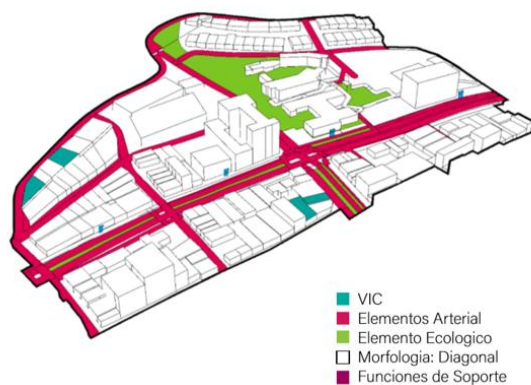 VIC
Elementos Arterial
Elemento Ecologico
Morfologia: Diagonal
Funciones de Soporte